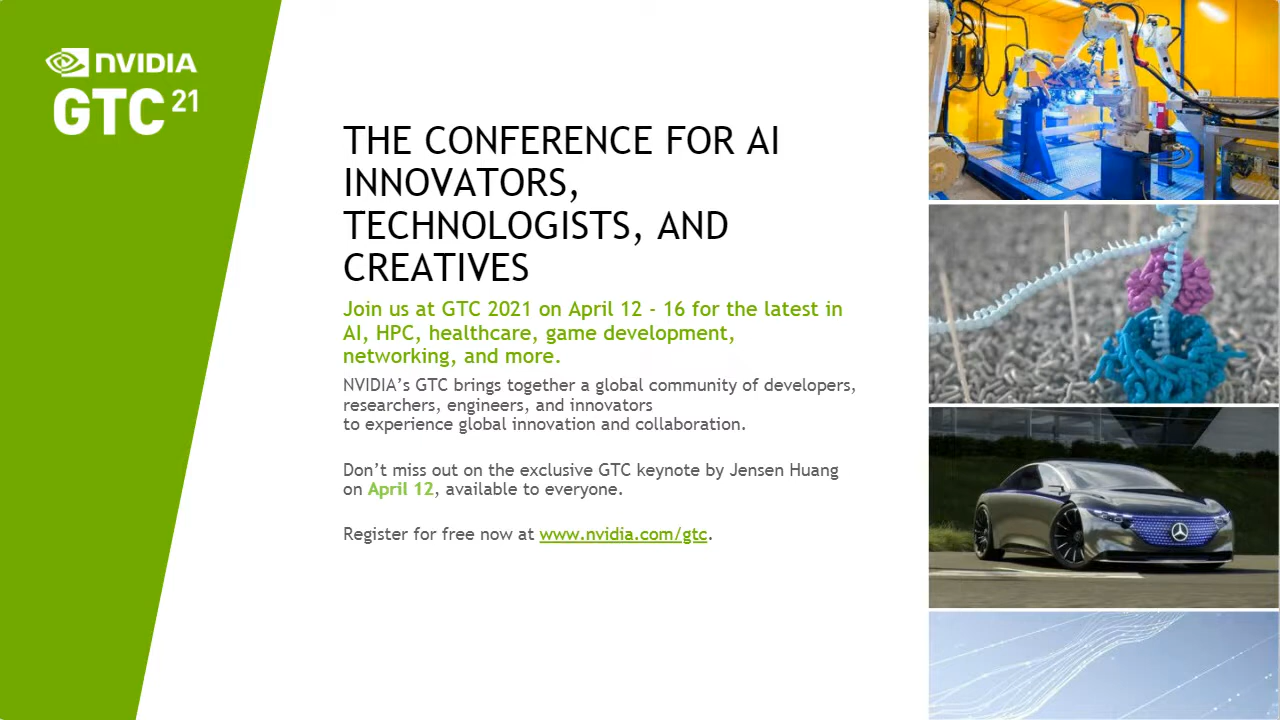 NVIDIA
GTC 21
THE CONFERENCE FOR AI
INNOVATORS,
TECHNOLOGISTS, AND
CREATIVES
Join us at GTC 2021 on April 12 - 16 for the latest in
AI, HPC, healthcare, game development,
networking, and more.
NVIDIA’s GTC brings together a global community of developers,
researchers, engineers, and innovators
to experience global innovation and collaboration.
Don’t miss out on the exclusive GTC keynote by Jensen Huang
on April 12, available to everyone.
Register for free now at www.nvidia.com/gtc.